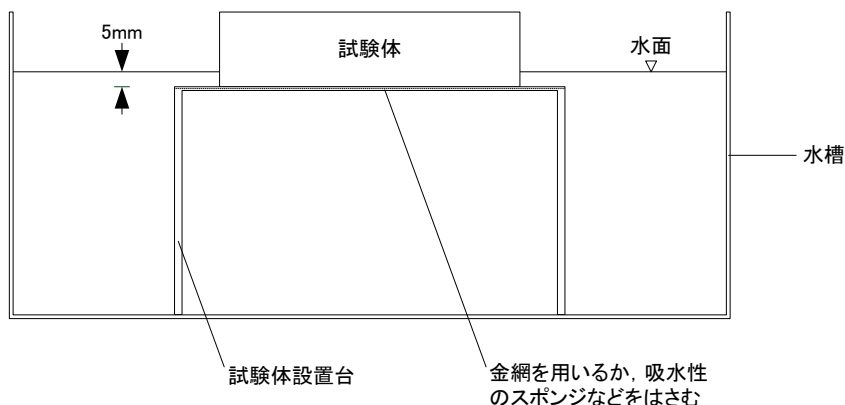 5mm
試験体
水面
水槽
試験体設置台
金網を用いるか，吸水性
のスポンジなどをはさむ